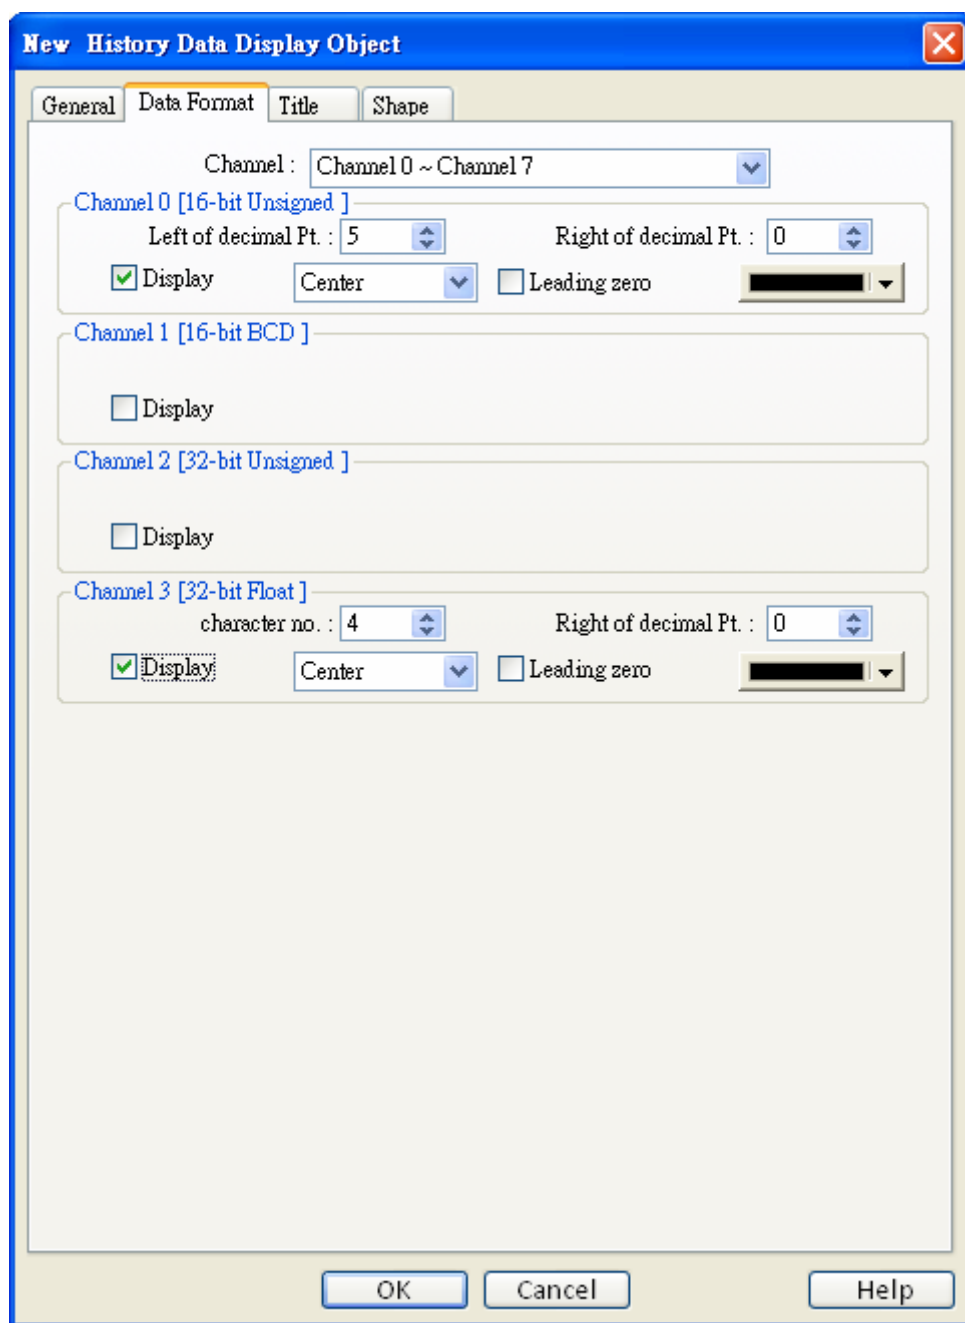 New History Data Display Object
General Data Format Title Shape
Channel : Channel 0 ~ Channel 7
Channel 0 [16-bit Unsigned ]
Left of decimal Pt. : 5 Right of decimal Pt. : 0
Display Center Leading zero
Channel 1 [16-bit BCD ]
Display
Channel 2 [32-bit Unsigned ]
Display
Channel 3 [32-bit Float ]
character no. : 4 Right of decimal Pt. : 0
Display Center Leading zero
OK Cancel Help